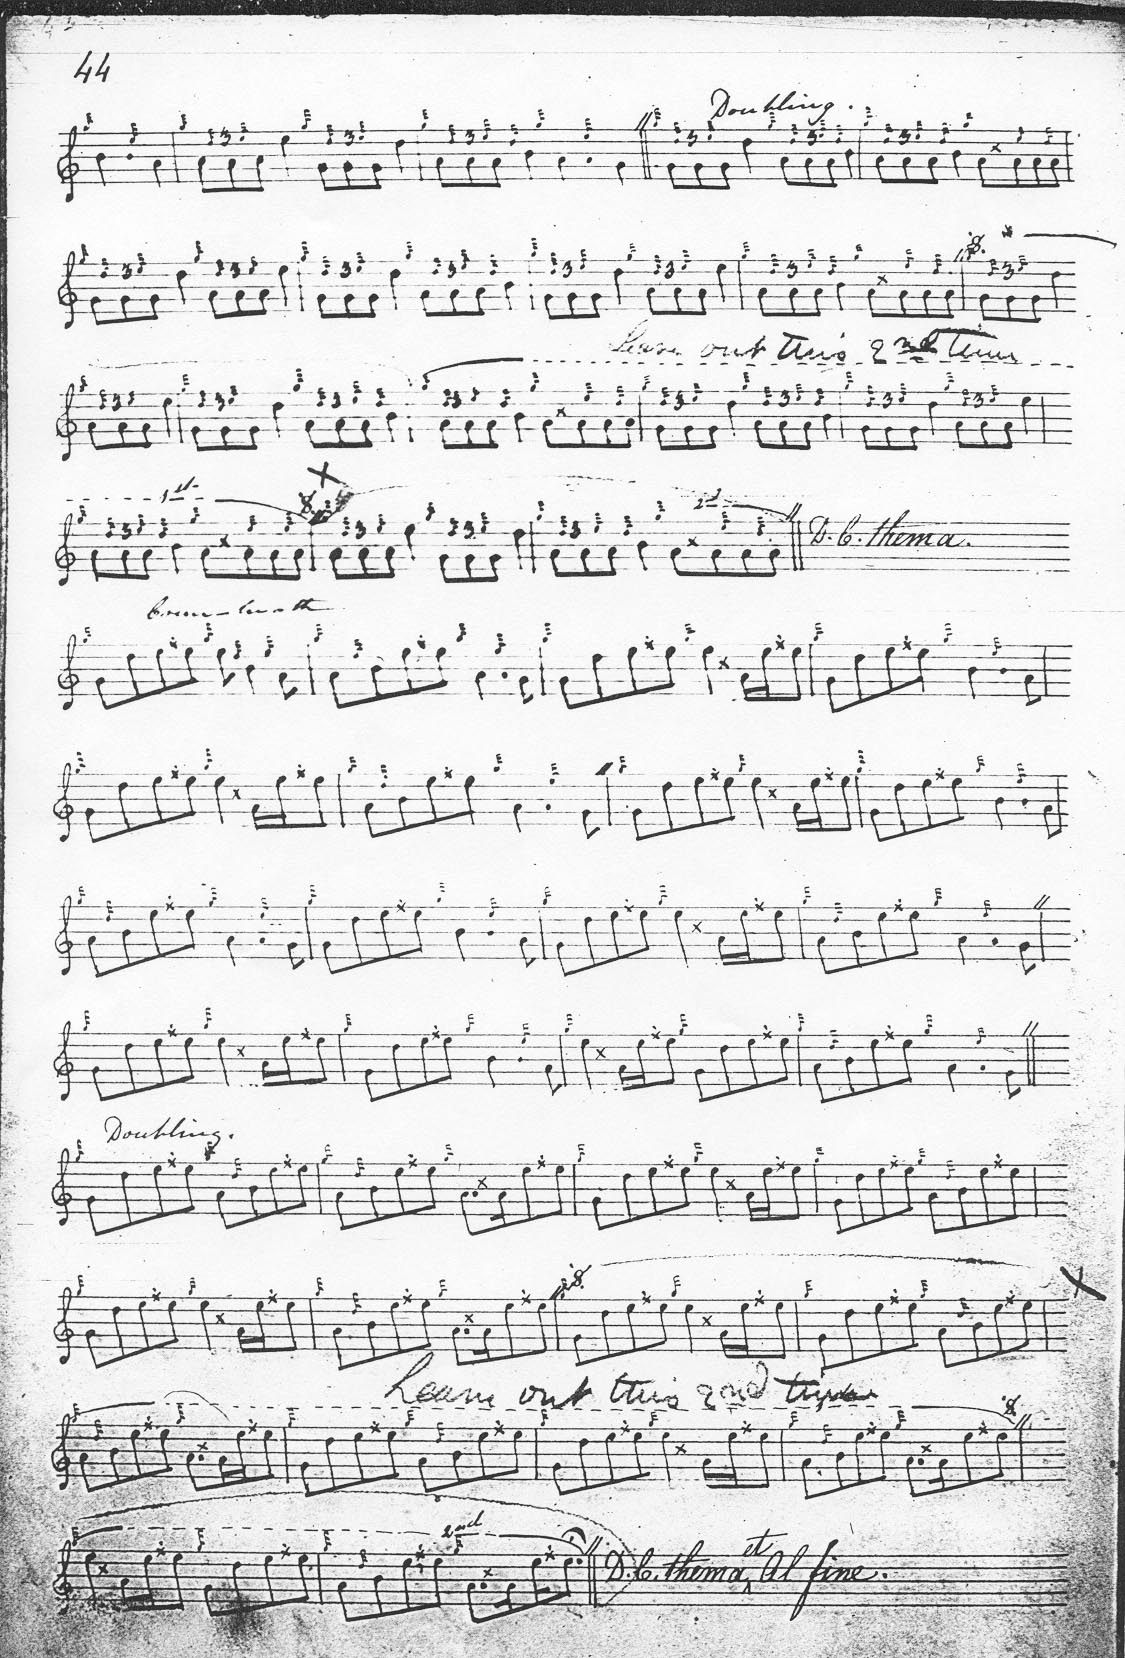 44
Doubling.
Leave out this 2nd time
1st
2d
D.C. thema.
Doubling.
Leave out this 2nd time
2nd
D.C. thema et Al fine.